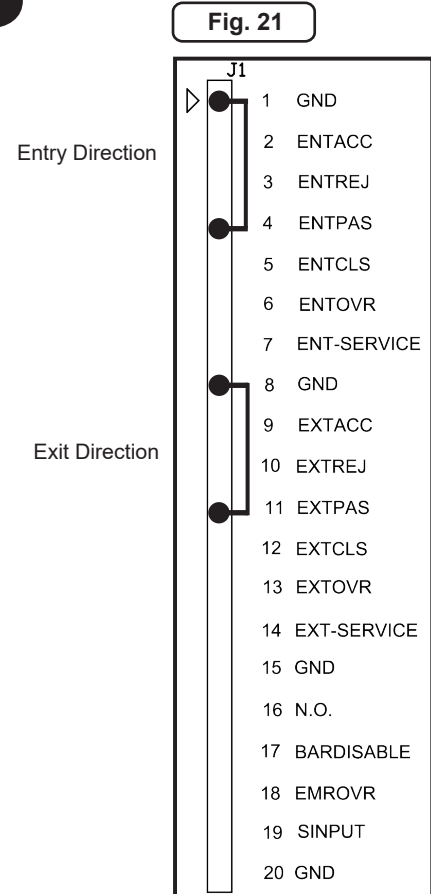 Fig. 21
J1
1 GND
Entry Direction
2 ENTACC
3 ENTREJ
4 ENTPAS
5 ENTCLS
6 ENTOVR
7 ENT-SERVICE
8 GND
9 EXTACC
Exit Direction
10 EXTREJ
11 EXTPAS
12 EXTCLS
13 EXTOVR
14 EXT-SERVICE
15 GND
16 N.O.
17 BARDISABLE
18 EMROVR
19 SINPUT
20 GND